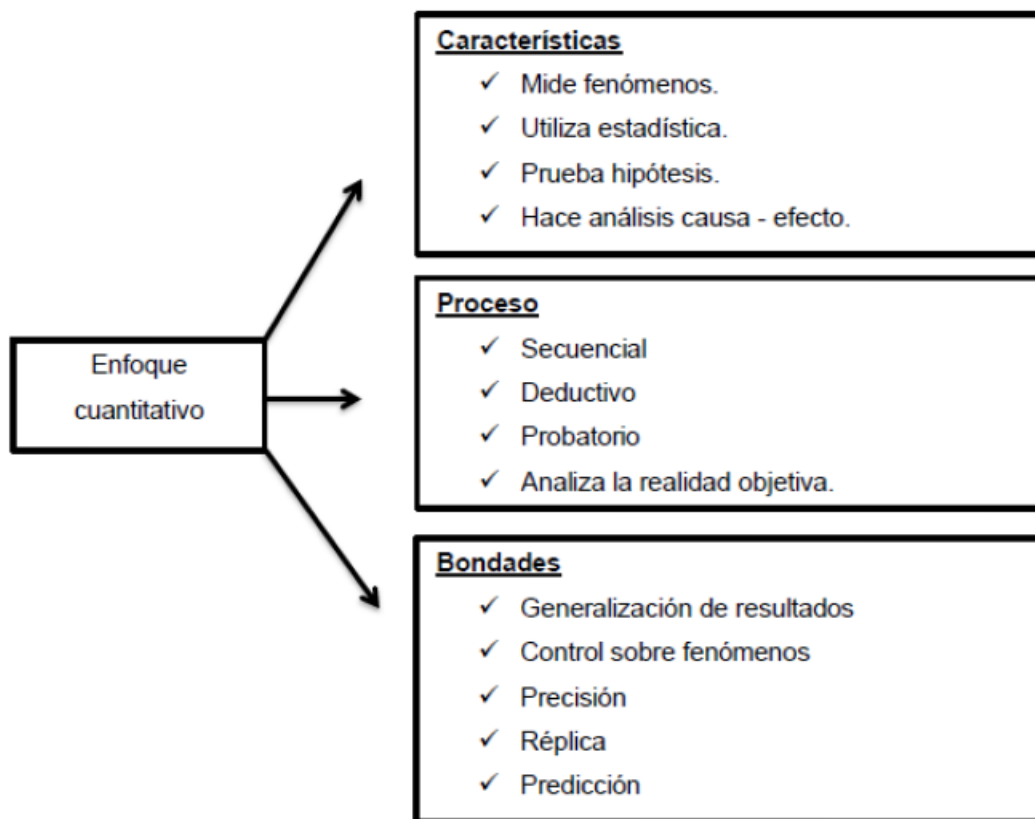 Características
✓ Mide fenómenos.
✓ Utiliza estadística.
✓ Prueba hipótesis.
✓ Hace análisis causa - efecto.
Enfoque
cuantitativo
Proceso
✓ Secuencial
✓ Deductivo
✓ Probatorio
✓ Analiza la realidad objetiva.
Bondades
✓ Generalización de resultados
✓ Control sobre fenómenos
✓ Precisión
✓ Réplica
✓ Predicción